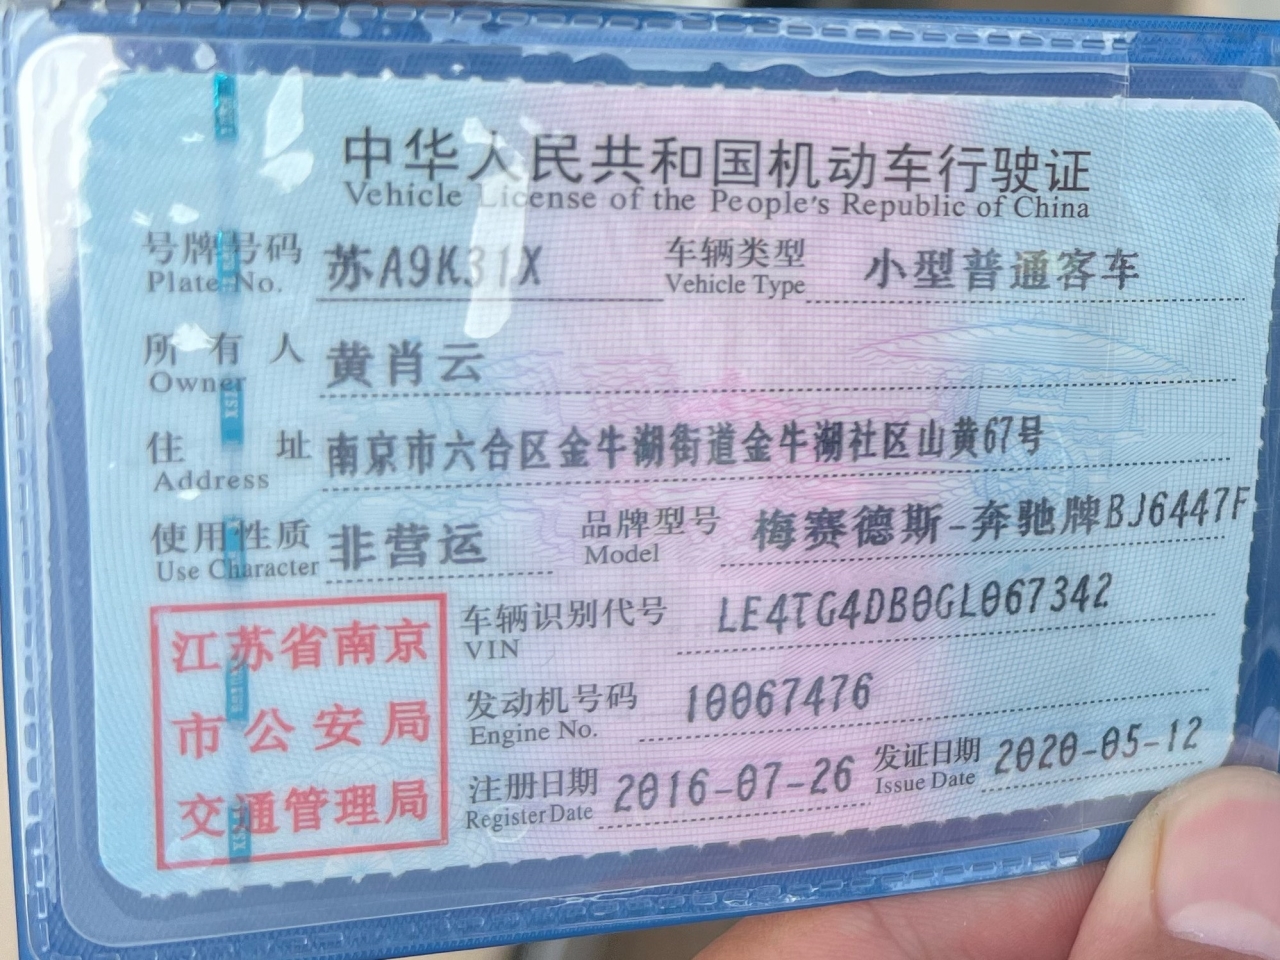 中华人民共和国机动车行驶证
Vehicle License of the People's Republic of China
号牌号码 苏A9K31X 车辆类型 小型普通客车
Plate No. Vehicle Type
所有人 黄肖云
Owner
住址 南京市六合区金牛湖街道金牛湖社区山黄67号
Address
使用性质 非营运 品牌型号 梅赛德斯-奔驰牌BJ6447F
Use Character Model
江苏省南京
市公安局
交通管理局
车辆识别代号 LE4TG4DB0GL067342
VIN
发动机号码 10067476
Engine No.
注册日期 2016-07-26 发证日期 2020-05-12
Register Date Issue Date